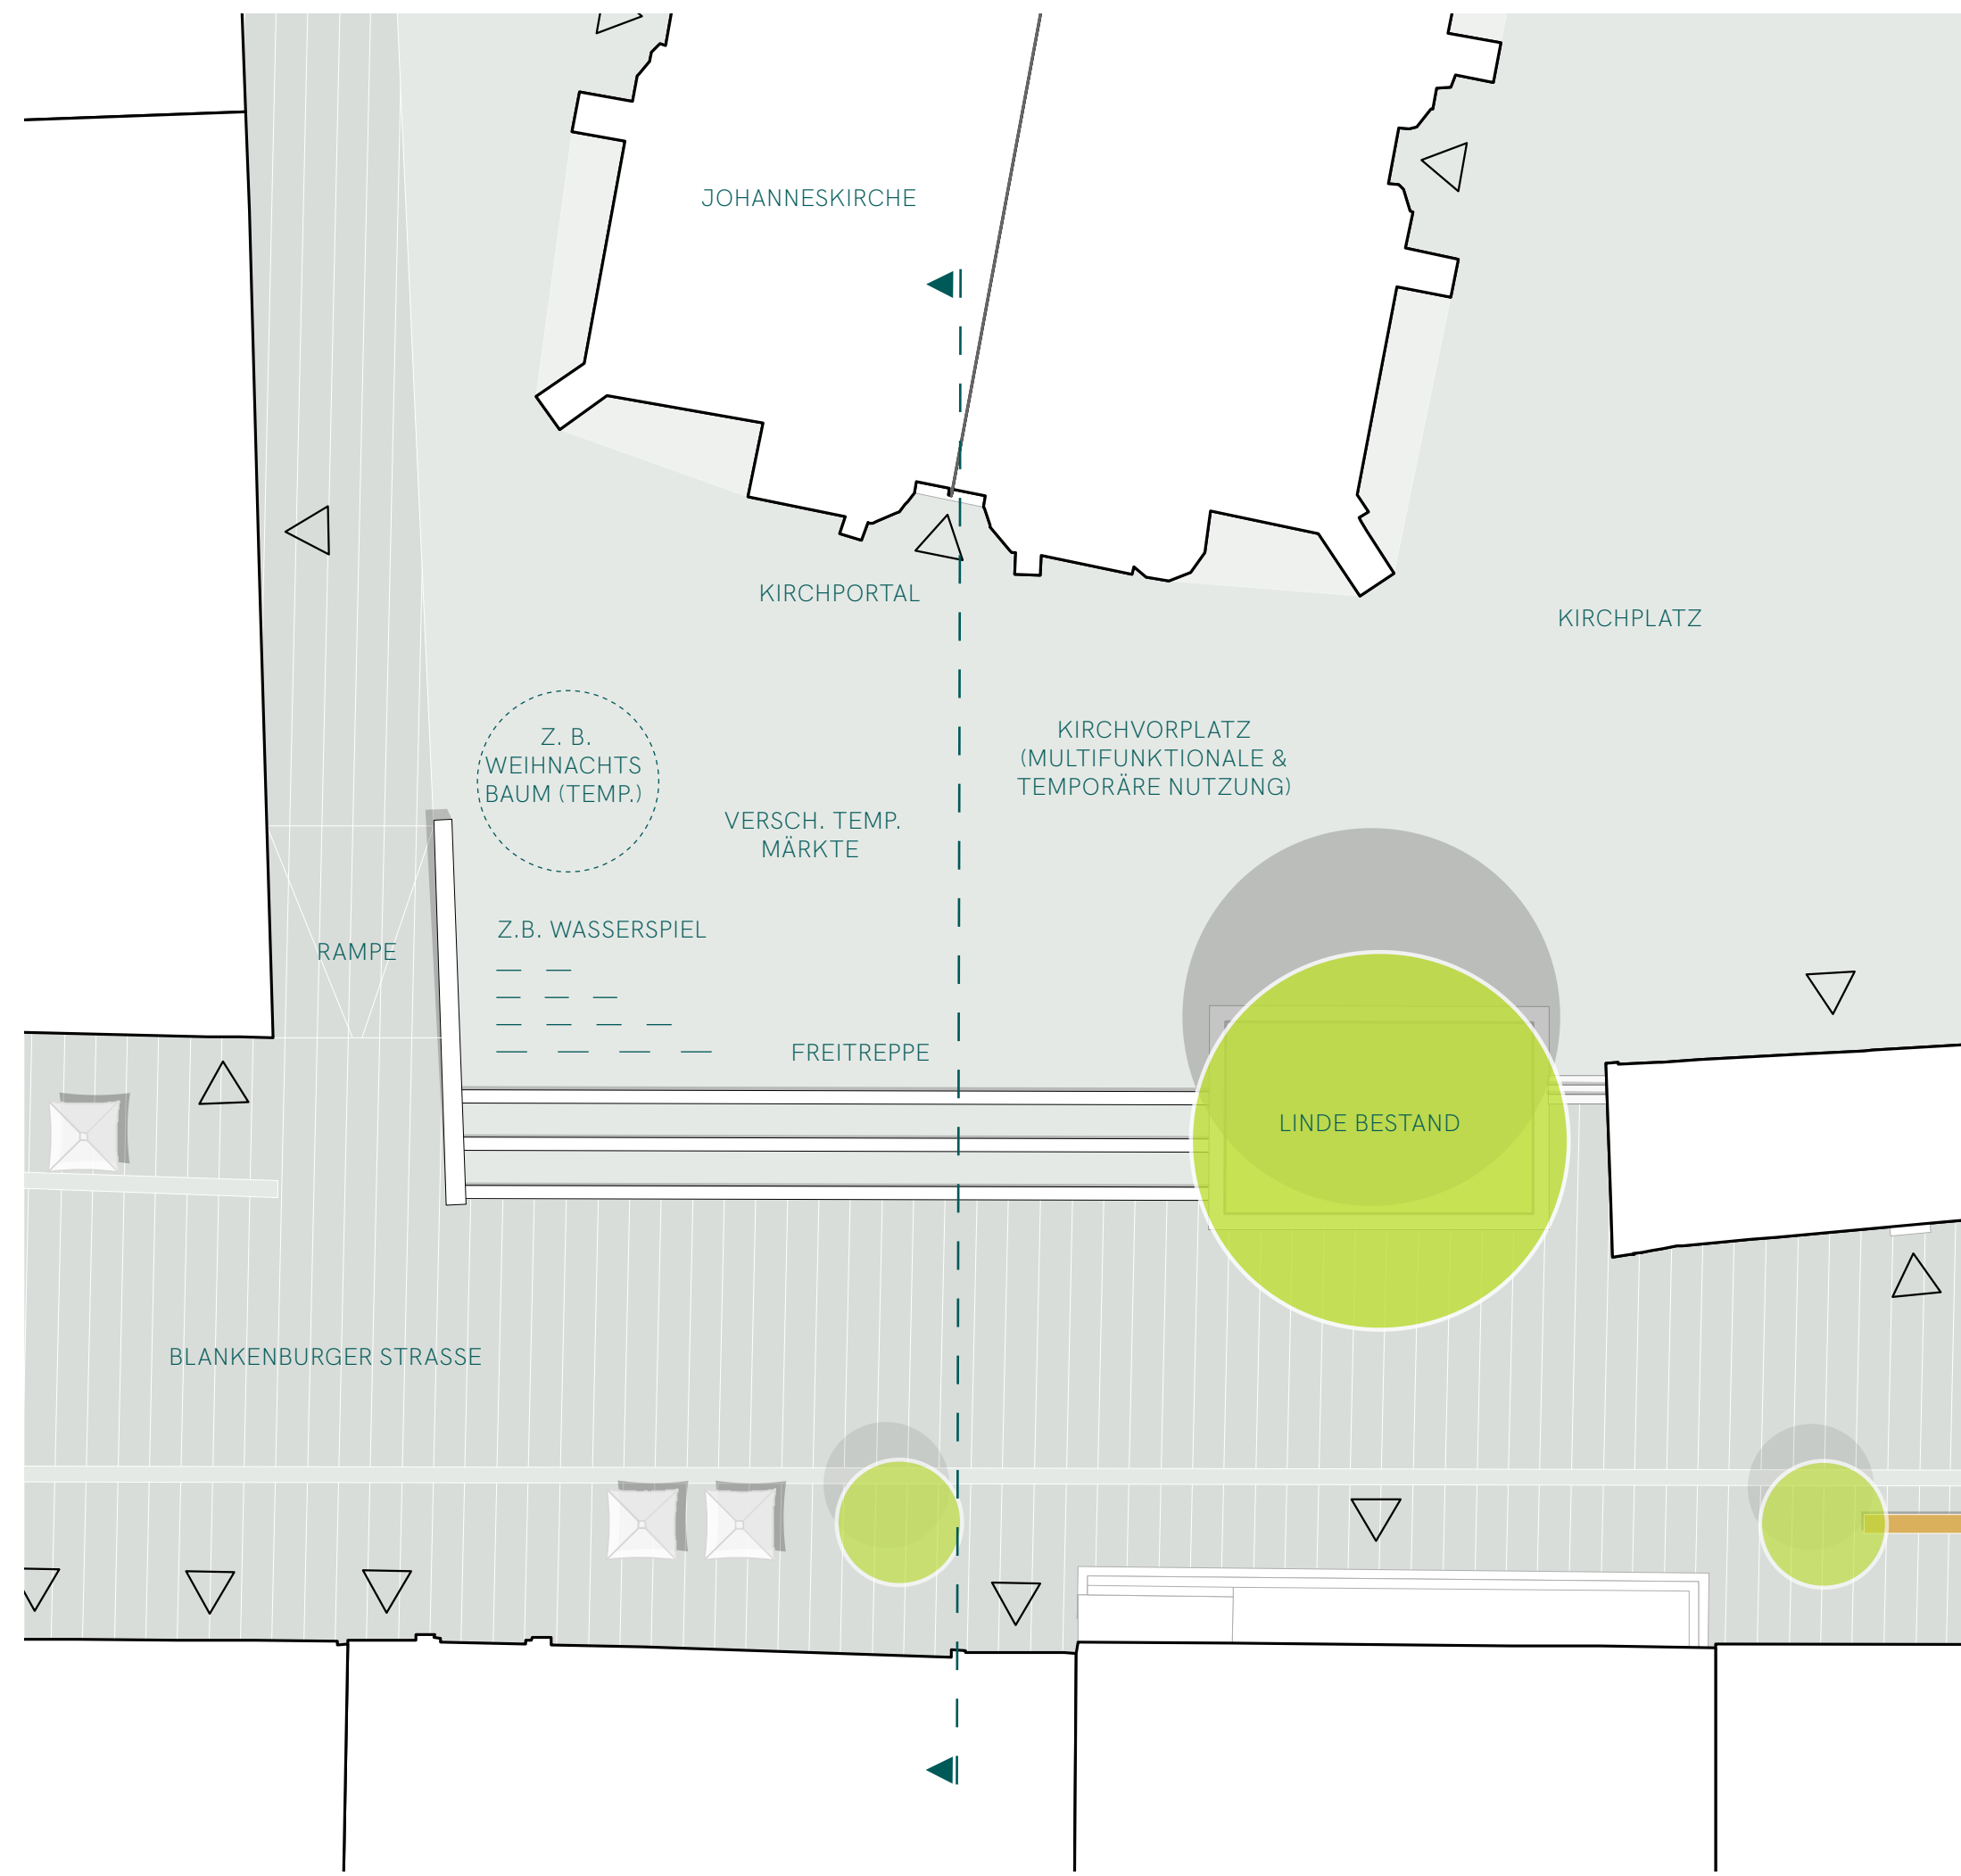 JOHANNESKIRCHE
KIRCHPORTAL
KIRCHPLATZ
Z. B.
WEIHNACHTS
BAUM (TEMP.)
KIRCHVORPLATZ
(MULTIFUNKTIONALE &
TEMPORÄRE NUTZUNG)
VERSCH. TEMP.
MÄRKTE
Z.B. WASSERSPIEL
RAMPE
FREITREPPE
LINDE BESTAND
BLANKENBURGER STRASSE